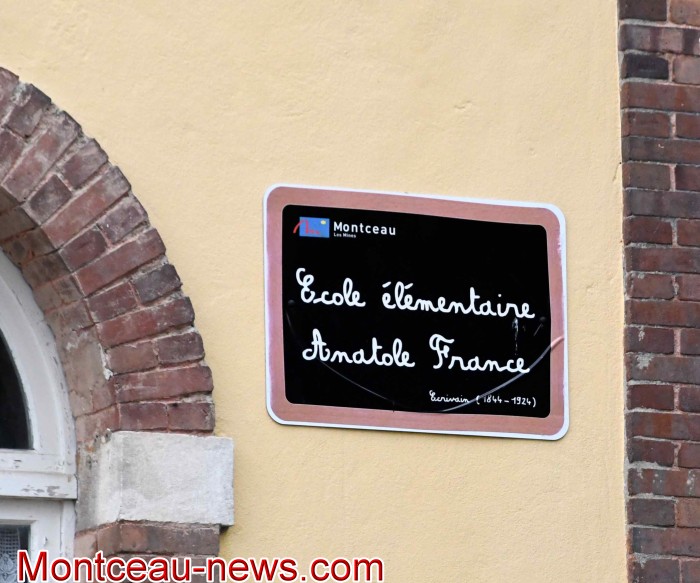 Montceau
Les Mines
Ecole élémentaire
Anatole France
Ecrivain (1844-1924)
Montceau-news.com